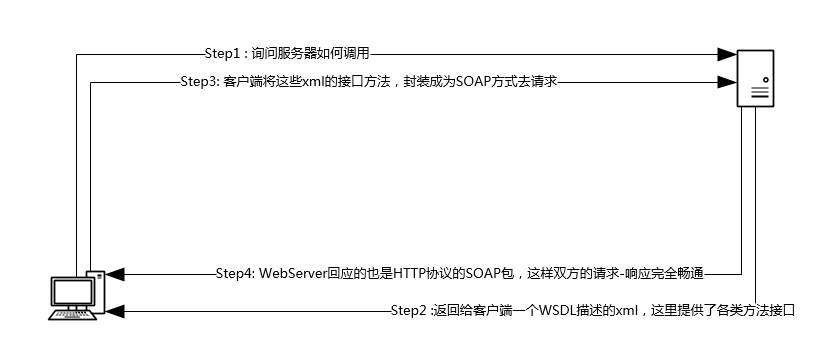 Step1 : 询问服务器如何调用
Step3: 客户端将这些xml的接口方法，封装成为SOAP方式去请求
Step4: WebServer回应的也是HTTP协议的SOAP包，这样双方的请求-响应完全畅通
Step2 :返回给客户端一个WSDL描述的xml，这里提供了各类方法接口